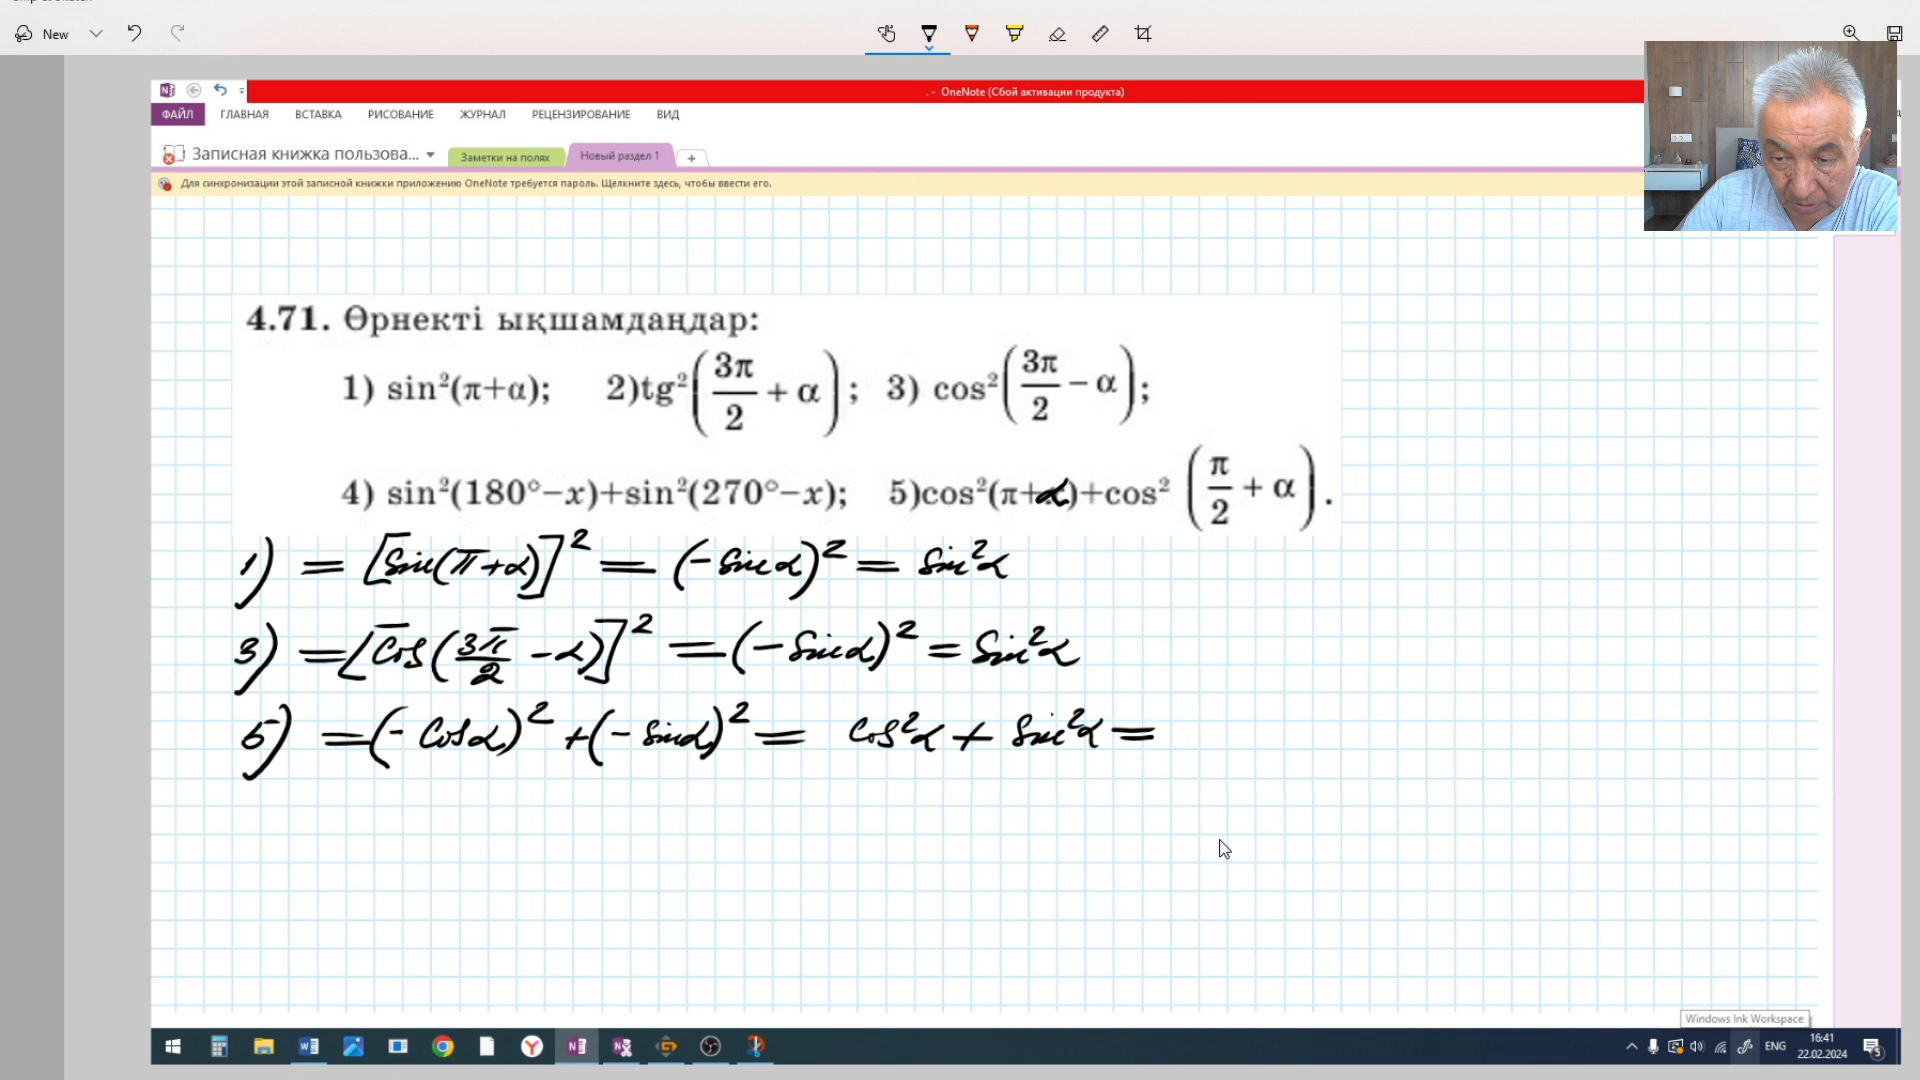 New
. - OneNote (Сбой активации продукта)
ФАЙЛ ГЛАВНАЯ ВСТАВКА РИСОВАНИЕ ЖУРНАЛ РЕЦЕНЗИРОВАНИЕ ВИД
Записная книжка пользова... Заметки на полях Новый раздел 1 +
Для синхронизации этой записной книжки приложению OneNote требуется пароль. Щелкните здесь, чтобы ввести его.
4.71. Өрнекті ықшамдаңдар:
1) sin²(π+α); 2)tg²(3π/2 + α); 3) cos²(3π/2 − α);
4) sin²(180°−x)+sin²(270°−x); 5)cos²(π+α)+cos²(π/2 + α).
1) = [Sin(π+α)]² = (-Sinα)² = Sin²α
3) = [Cos(3π/2 - α)]² = (-Sinα)² = Sin²α
5) = (-Cosα)² + (-Sinα)² = Cos²α + Sin²α =
Windows Ink Workspace
ENG 16:41
22.02.2024 5